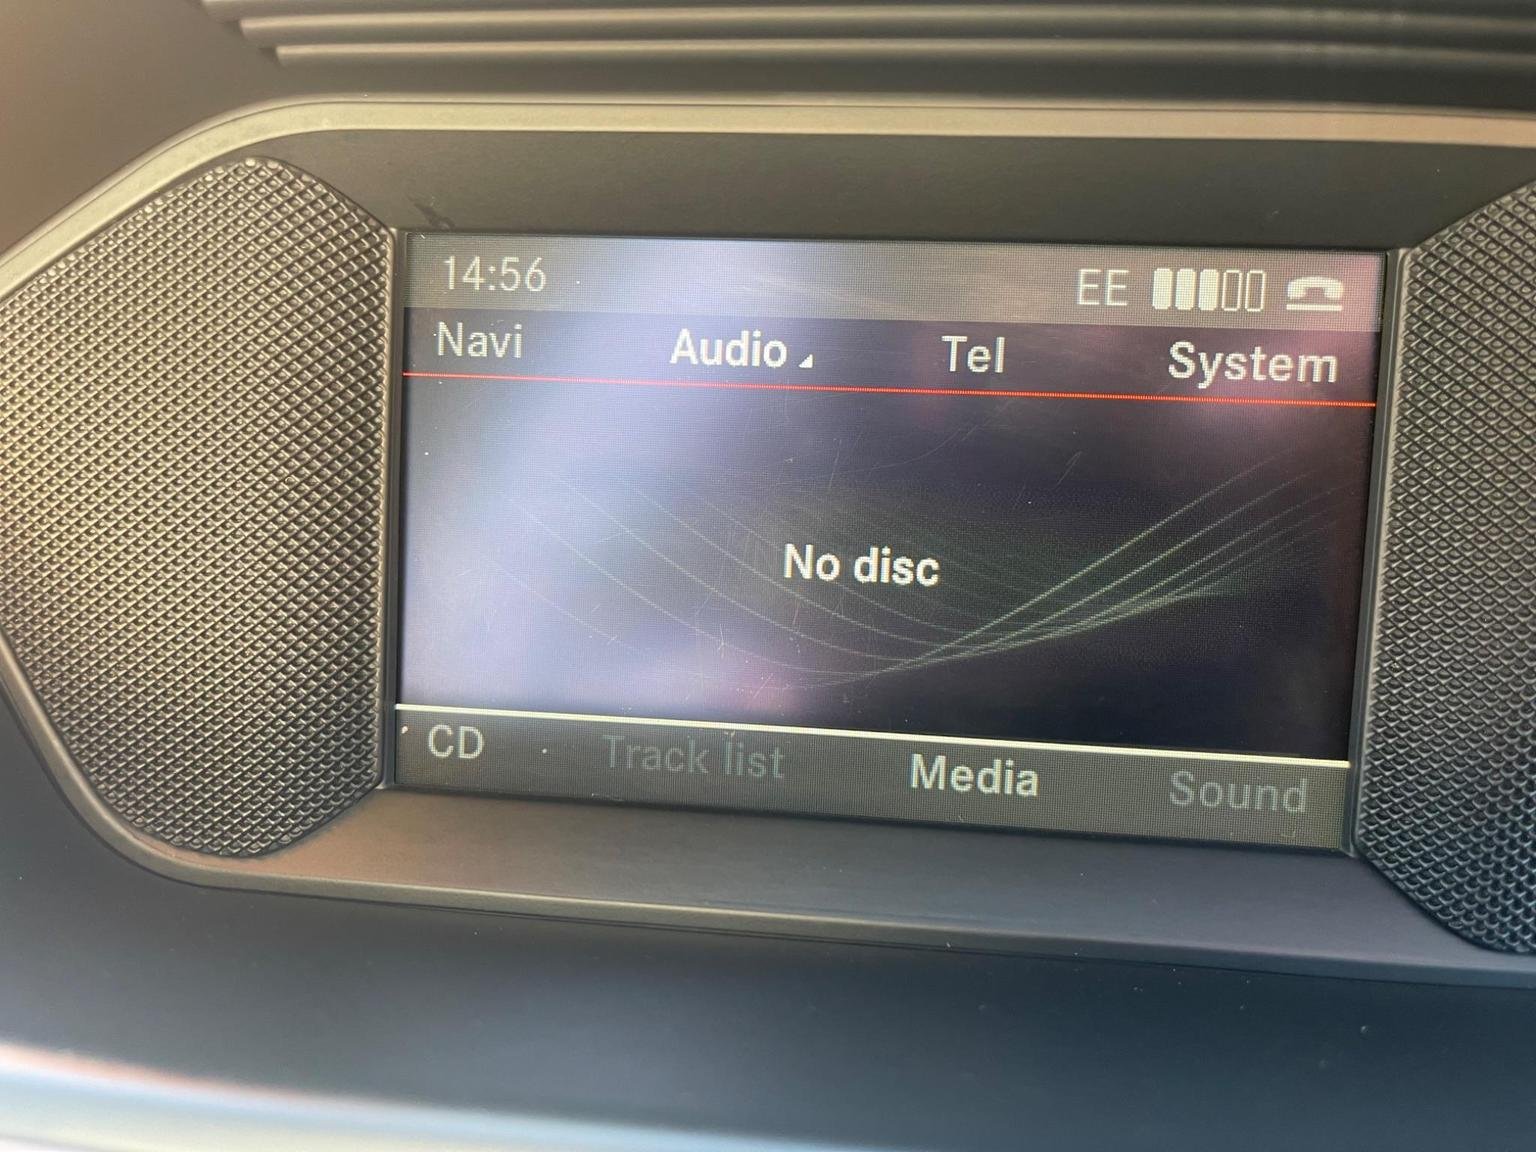 14:56 EE
Navi Audio Tel System
No disc
CD Track list Media Sound